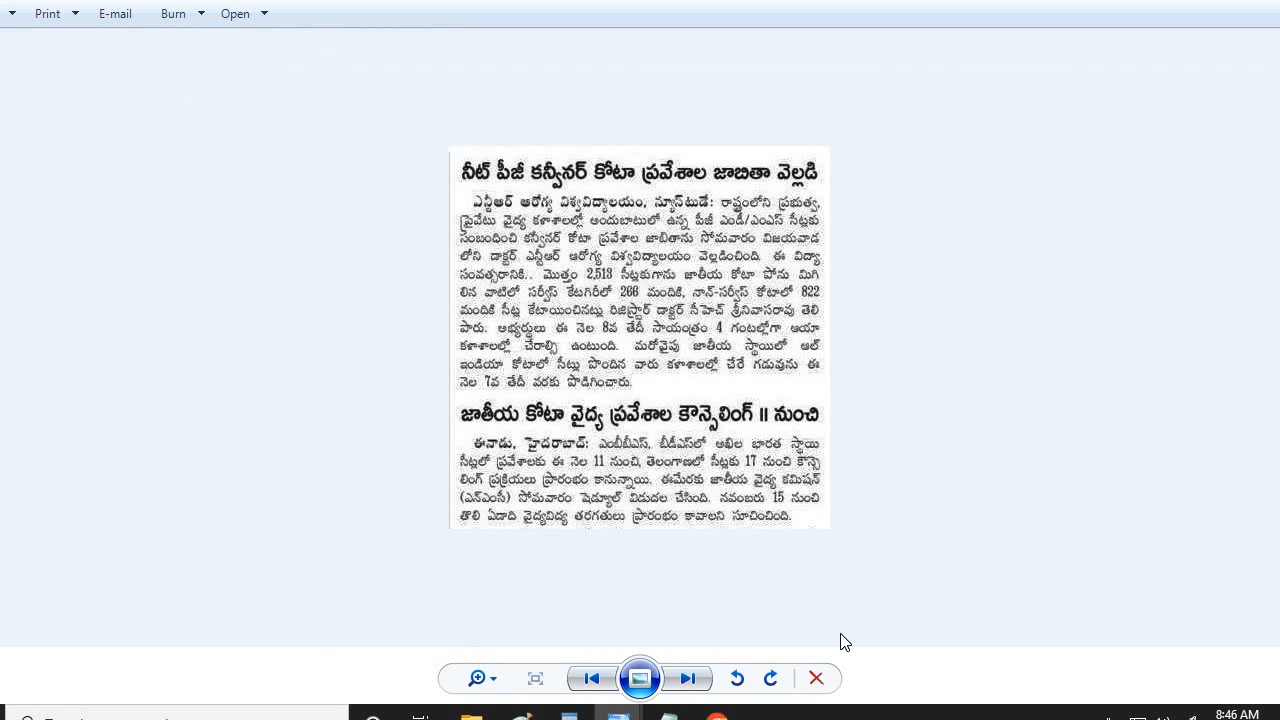 Print E-mail Burn Open
నీట్ పీజీ కన్వీనర్ కోటా ప్రవేశాల జాబితా వెల్లడి
ఎన్టీఆర్ ఆరోగ్య విశ్వవిద్యాలయం, న్యూస్‌టుడే: రాష్ట్రంలోని ప్రభుత్వ,
ప్రైవేటు వైద్య కళాశాలల్లో అందుబాటులో ఉన్న పీజీ ఎండీ/ఎంఎస్ సీట్లకు
సంబంధించి కన్వీనర్ కోటా ప్రవేశాల జాబితాను సోమవారం విజయవాడ
లోని డాక్టర్ ఎన్టీఆర్ ఆరోగ్య విశ్వవిద్యాలయం వెల్లడించింది. ఈ విద్యా
సంవత్సరానికి.. మొత్తం 2,513 సీట్లకుగాను జాతీయ కోటా పోను మిగి
లిన వాటిలో సర్వీస్ కేటగిరీలో 266 మందికి, నాన్-సర్వీస్ కోటాలో 822
మందికి సీట్ల కేటాయించినట్లు రిజిస్ట్రార్ డాక్టర్ సీహెచ్ శ్రీనివాసరావు తెలి
పారు. అభ్యర్థులు ఈ నెల 8వ తేదీ సాయంత్రం 4 గంటల్లోగా ఆయా
కళాశాలల్లో చేరాల్సి ఉంటుంది. మరోవైపు జాతీయ స్థాయిలో ఆల్
ఇండియా కోటాలో సీట్లు పొందిన వారు కళాశాలల్లో చేరే గడువును ఈ
నెల 7వ తేదీ వరకు పొడిగించారు.
జాతీయ కోటా వైద్య ప్రవేశాల కౌన్సెలింగ్ 11 నుంచి
ఈనాడు, హైదరాబాద్: ఎంబీబీఎస్, బీడీఎస్‌లో అఖిల భారత స్థాయి
సీట్లలో ప్రవేశాలకు ఈ నెల 11 నుంచి, తెలంగాణలో సీట్లకు 17 నుంచి కౌన్సె
లింగ్ ప్రక్రియలు ప్రారంభం కానున్నాయి. ఈమేరకు జాతీయ వైద్య కమిషన్
(ఎన్ఎంసీ) సోమవారం షెడ్యూల్ విడుదల చేసింది. నవంబరు 15 నుంచి
తొలి ఏడాది వైద్యవిద్య తరగతులు ప్రారంభం కావాలని సూచించింది.
8:46 AM